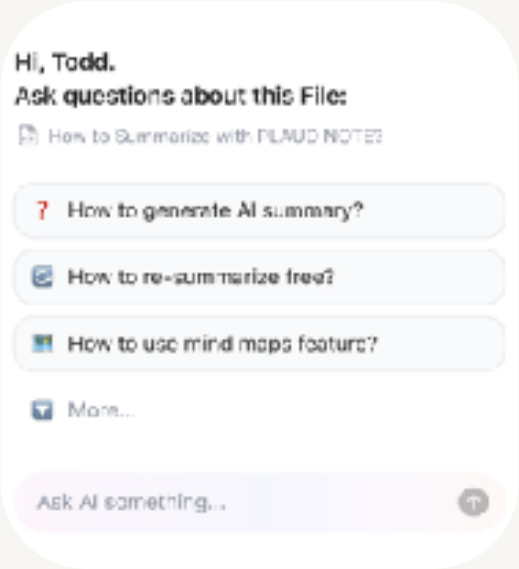 Hi, Todd.
Ask questions about this File:
How to Summarize with PLAUD NOTE?
How to generate AI summary?
How to re-summarize free?
How to use mind maps feature?
More...
Ask AI something...